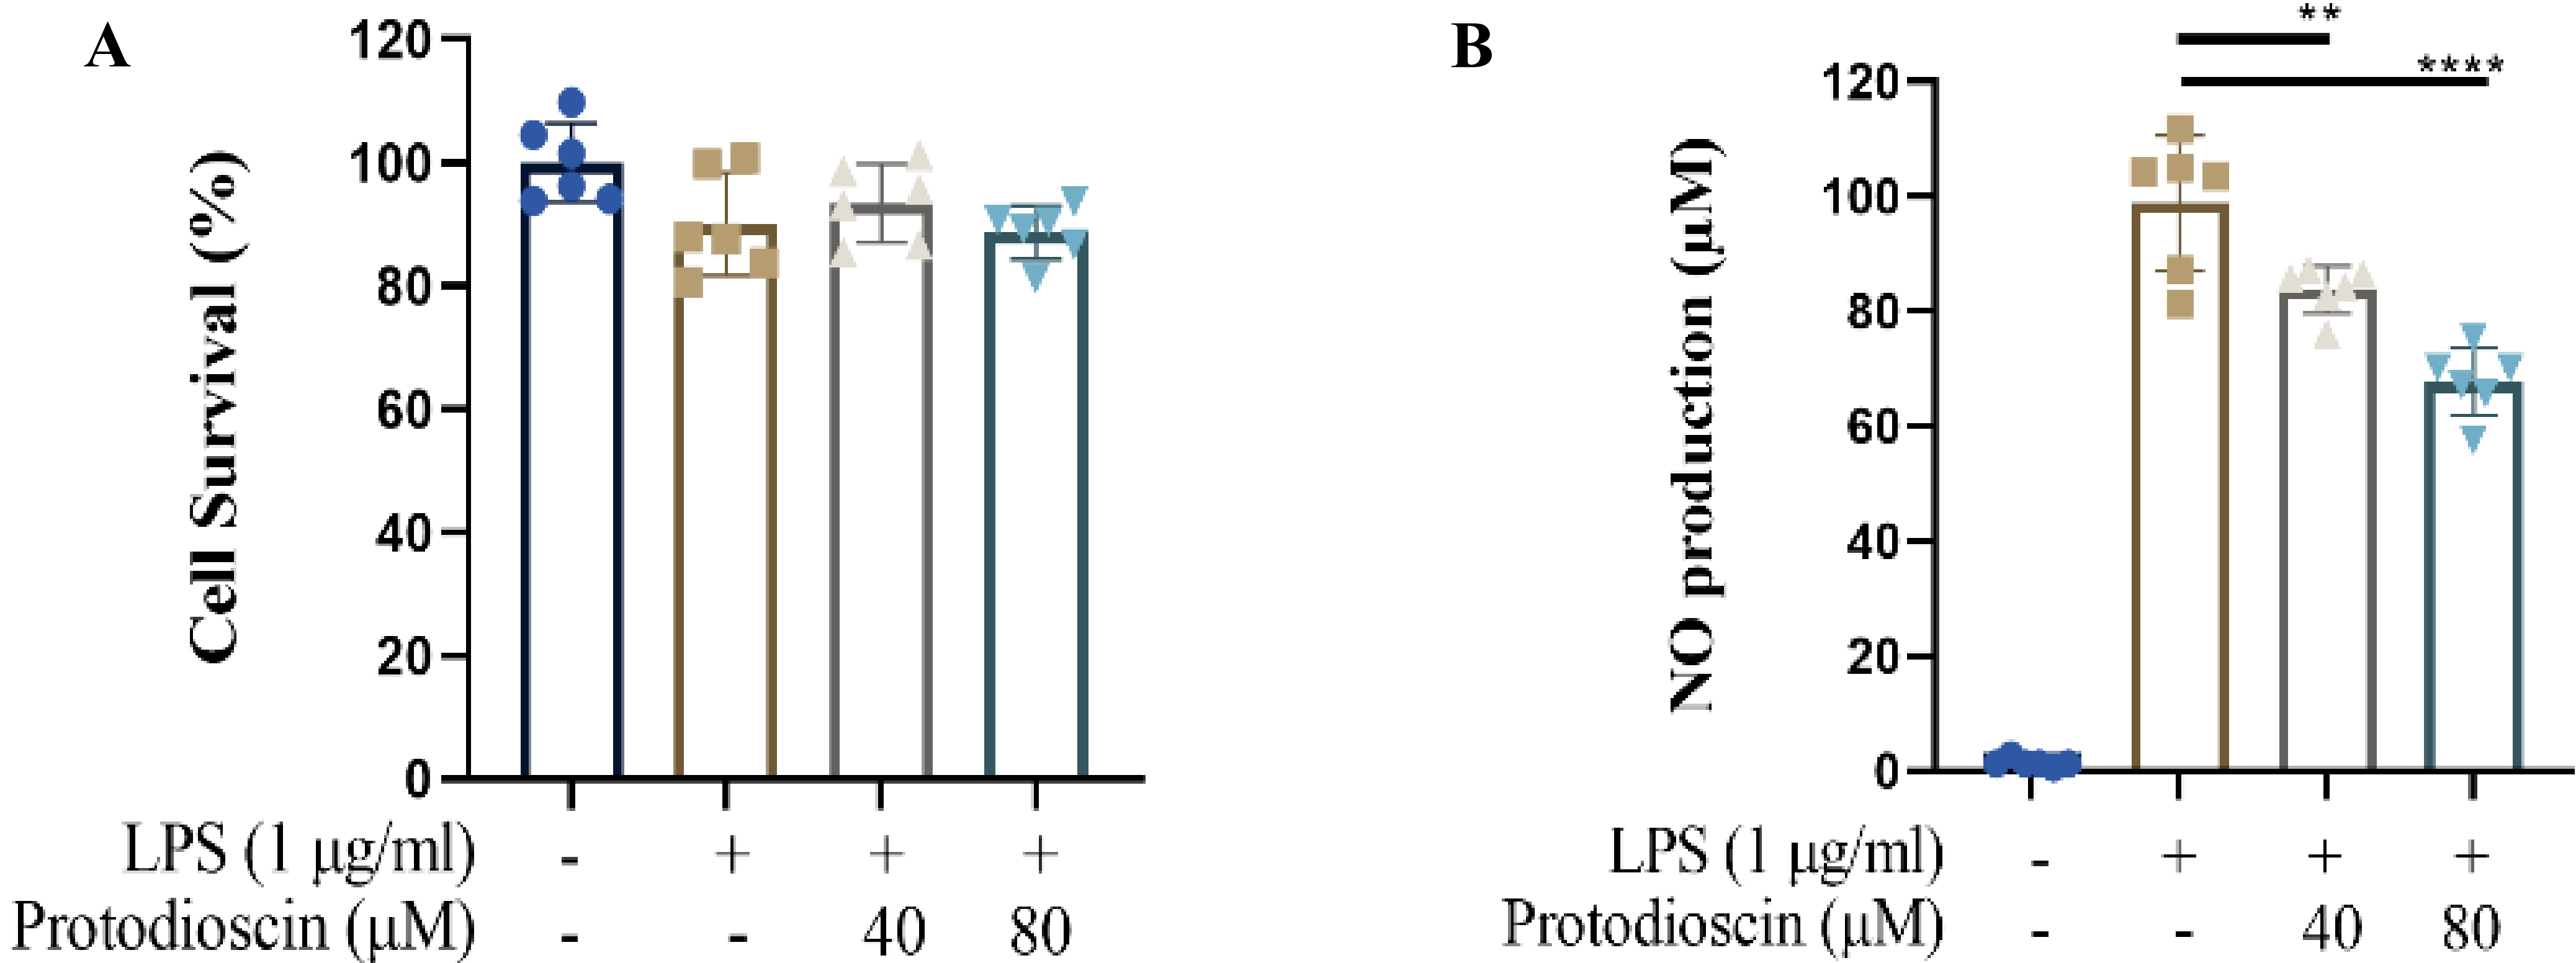 A
120
100
80
60
40
20
0
Cell Survival (%)
LPS (1 μg/ml) - + + +
Protodioscin (μM) - - 40 80
B
**
****
120
100
80
60
40
20
0
NO production (μM)
LPS (1 μg/ml) - + + +
Protodioscin (μM) - - 40 80